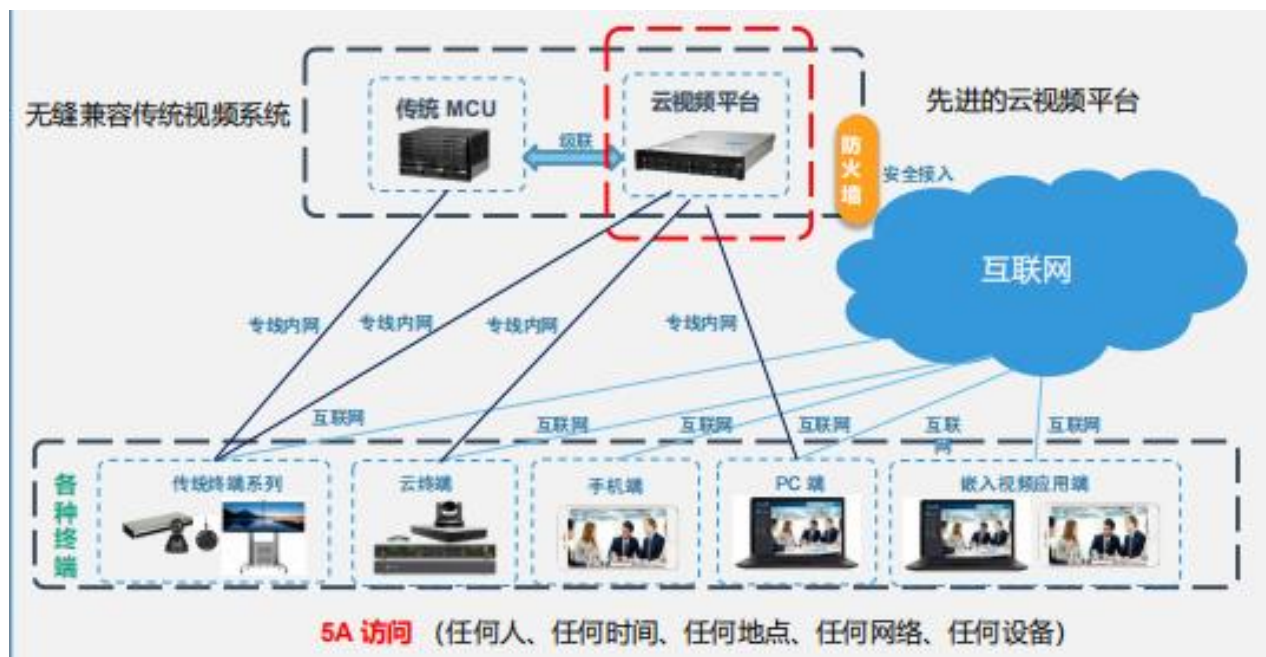 无缝兼容传统视频系统
传统 MCU
云视频平台
先进的云视频平台
级联
防火墙
安全接入
互联网
专线内网
专线内网
专线内网
专线内网
互联网
互联网
互联网
互联网
互联
网
互联网
各种终端
传统终端系列
云终端
手机端
PC 端
嵌入视频应用端
5A 访问 （任何人、任何时间、任何地点、任何网络、任何设备）